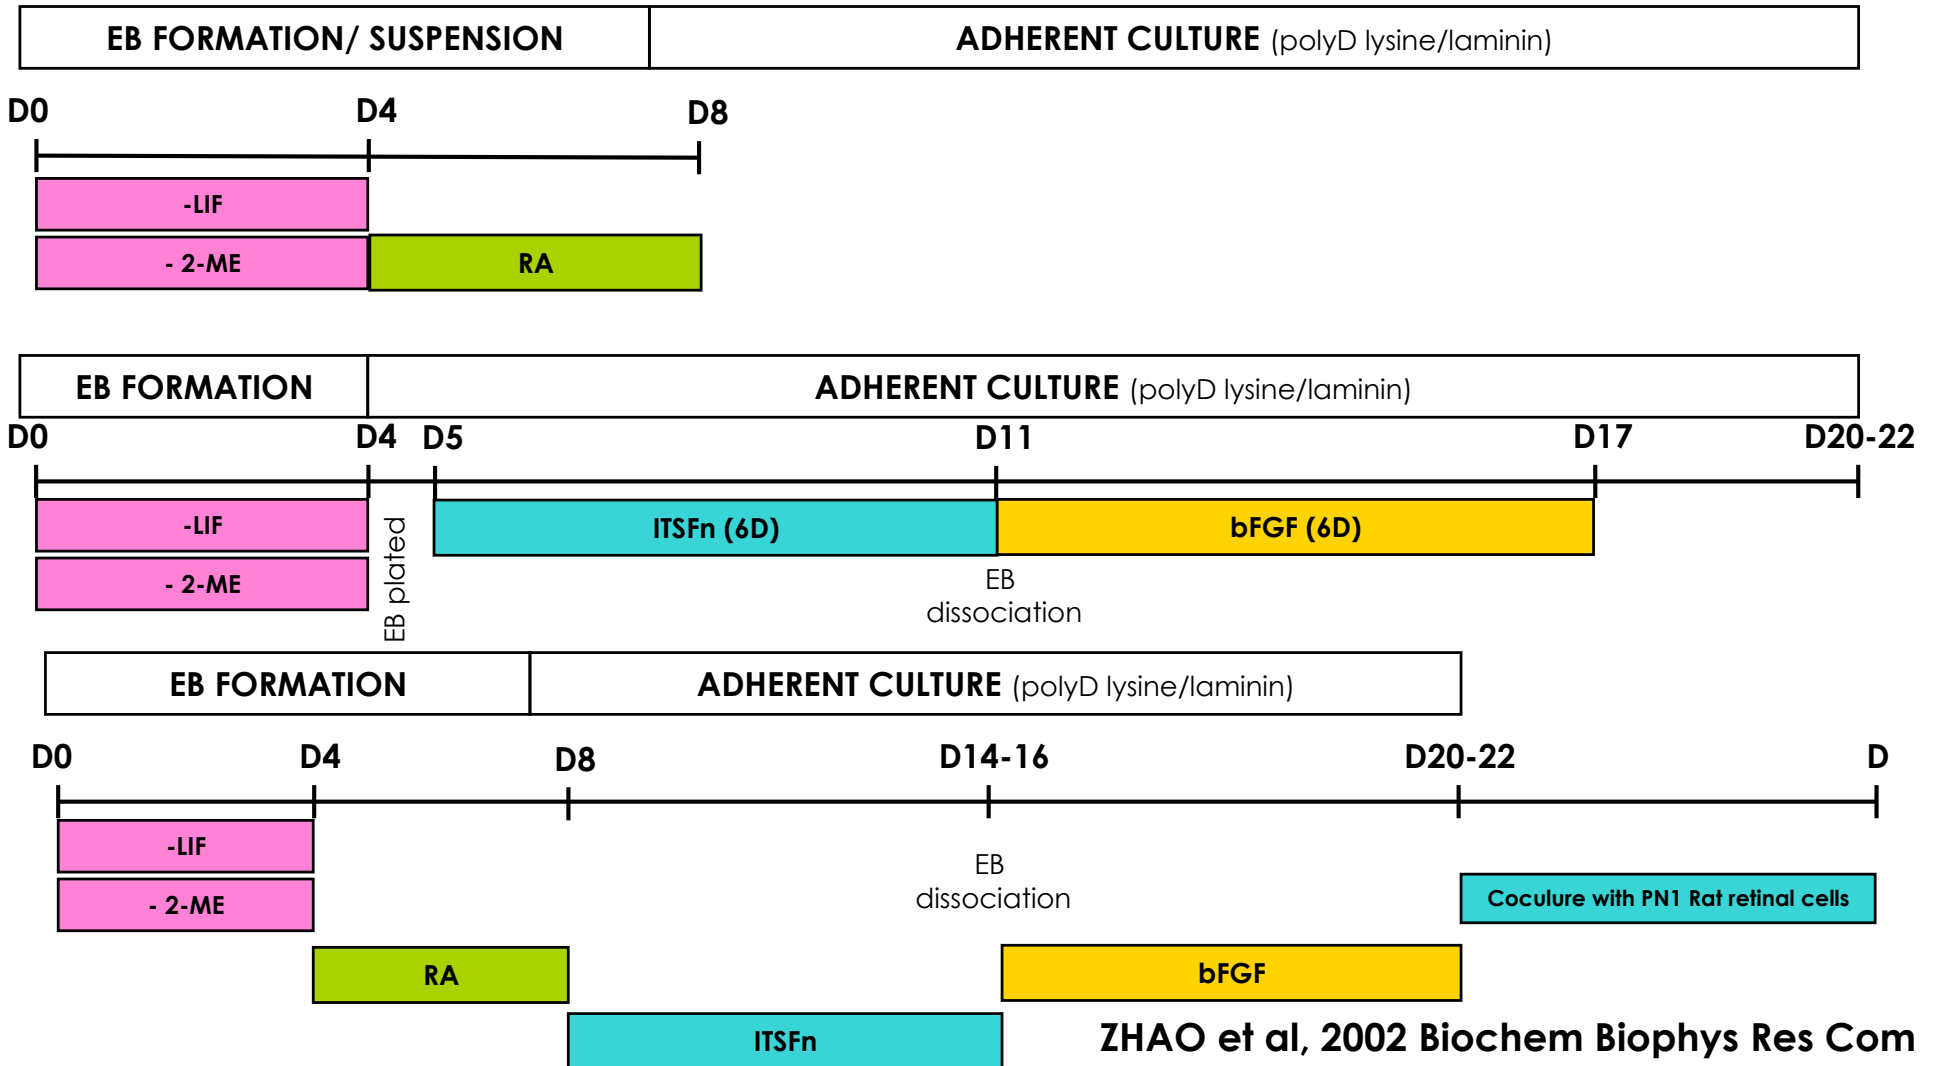 EB FORMATION/ SUSPENSION
ADHERENT CULTURE (polyD lysine/laminin)
D0
D4
D8
-LIF
- 2-ME
RA
EB FORMATION
ADHERENT CULTURE (polyD lysine/laminin)
D0
D4
D5
D11
D17
D20-22
-LIF
- 2-ME
EB plated
ITSFn (6D)
bFGF (6D)
EB
dissociation
EB FORMATION
ADHERENT CULTURE (polyD lysine/laminin)
D0
D4
D8
D14-16
D20-22
D
-LIF
- 2-ME
EB
dissociation
Coculure with PN1 Rat retinal cells
RA
bFGF
ITSFn
ZHAO et al, 2002 Biochem Biophys Res Com